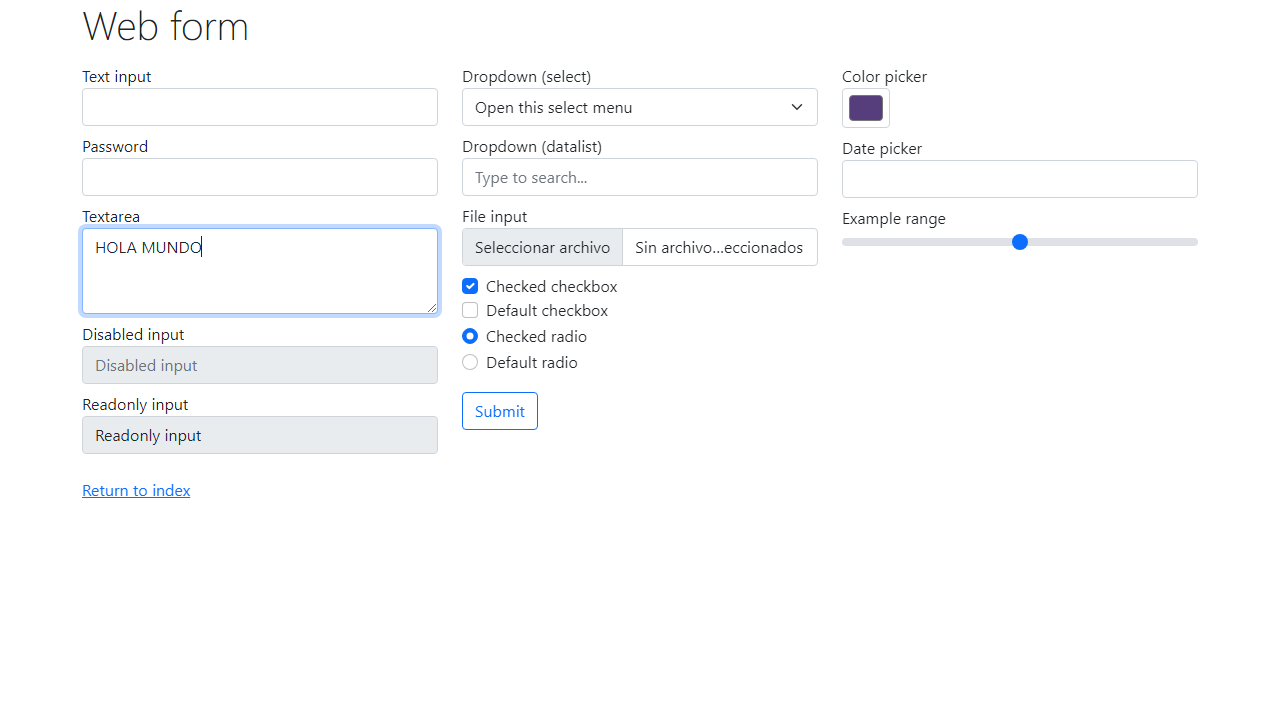 Web form
Text input
Password
Textarea
HOLA MUNDO
Disabled input
Disabled input
Readonly input
Readonly input
Return to index
Dropdown (select)
Open this select menu
Dropdown (datalist)
Type to search...
File input
Seleccionar archivo Sin archivo...eccionados
Checked checkbox
Default checkbox
Checked radio
Default radio
Submit
Color picker
Date picker
Example range